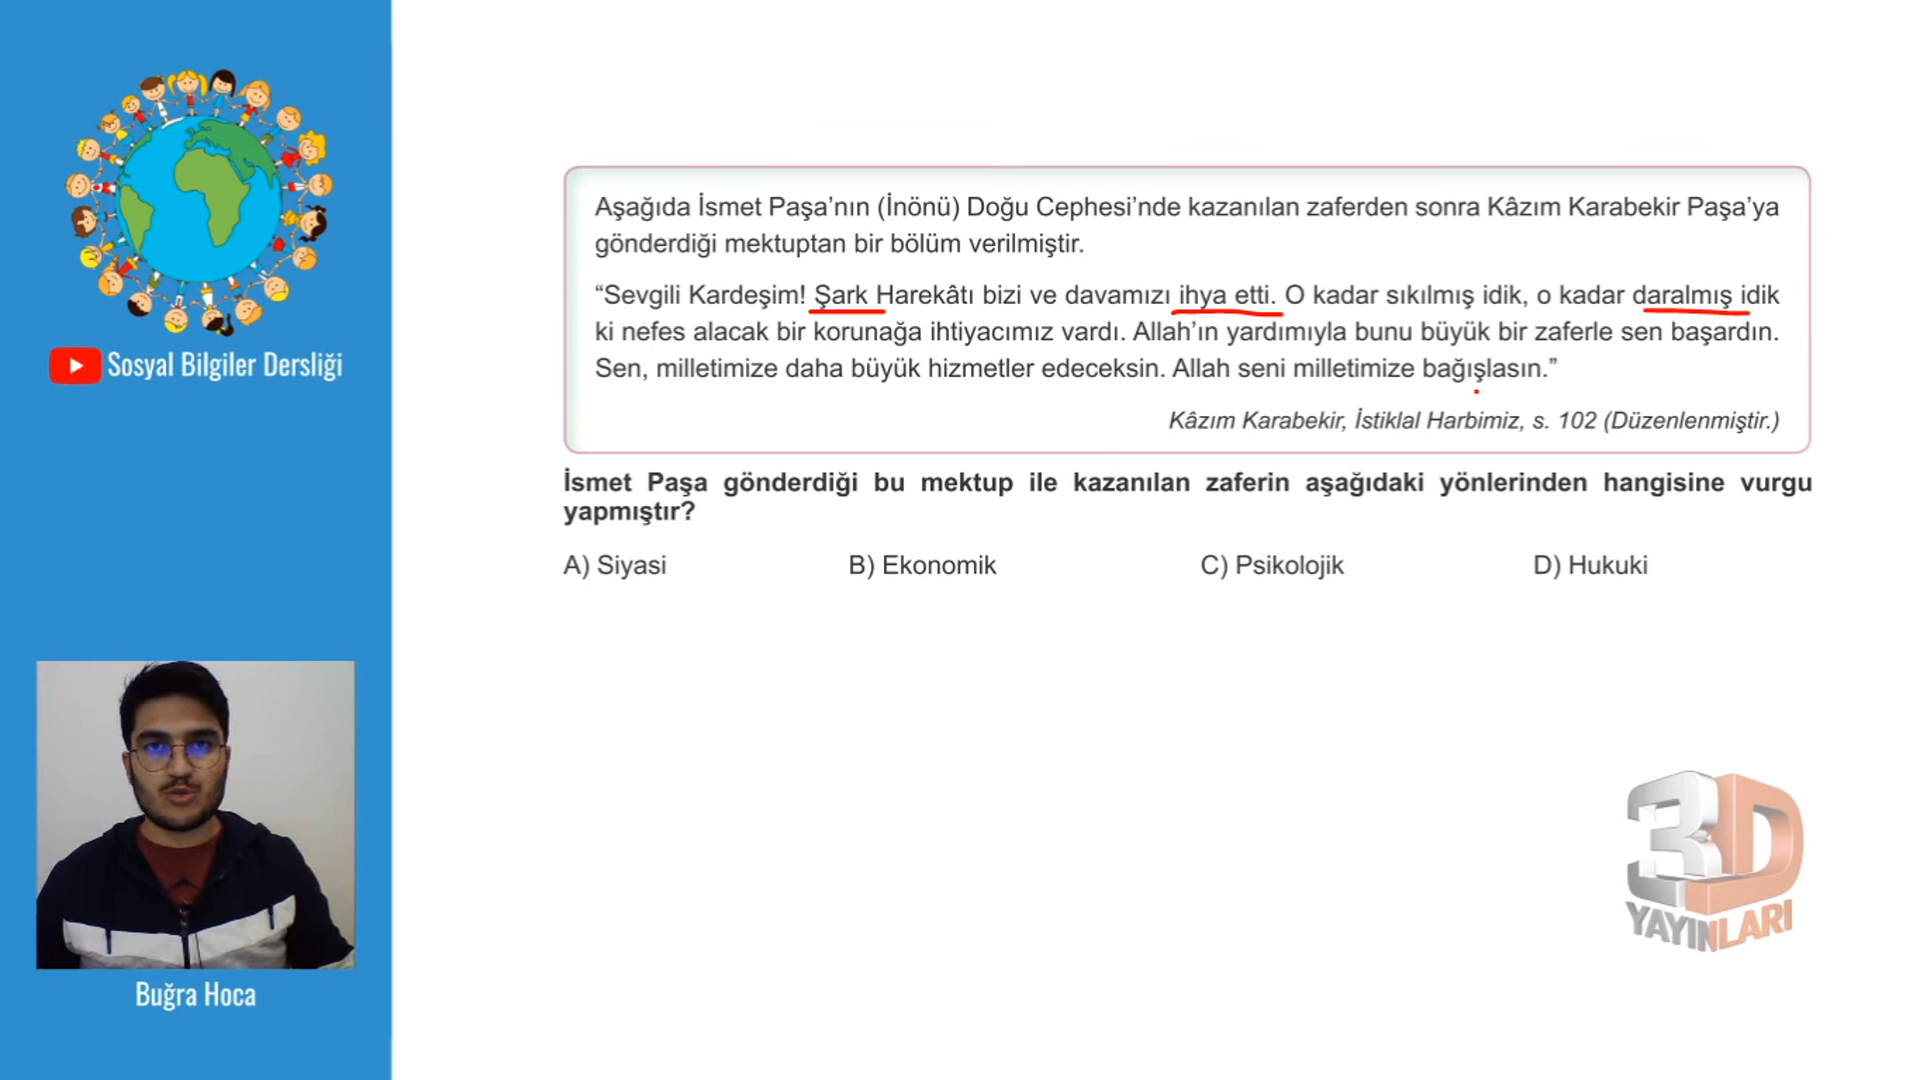 Sosyal Bilgiler Dersliği
Buğra Hoca
Aşağıda İsmet Paşa’nın (İnönü) Doğu Cephesi’nde kazanılan zaferden sonra Kâzım Karabekir Paşa’ya
gönderdiği mektuptan bir bölüm verilmiştir.
“Sevgili Kardeşim! Şark Harekâtı bizi ve davamızı ihya etti. O kadar sıkılmış idik, o kadar daralmış idik
ki nefes alacak bir korunağa ihtiyacımız vardı. Allah’ın yardımıyla bunu büyük bir zaferle sen başardın.
Sen, milletimize daha büyük hizmetler edeceksin. Allah seni milletimize bağışlasın.”
Kâzım Karabekir, İstiklal Harbimiz, s. 102 (Düzenlenmiştir.)
İsmet Paşa gönderdiği bu mektup ile kazanılan zaferin aşağıdaki yönlerinden hangisine vurgu
yapmıştır?
A) Siyasi B) Ekonomik C) Psikolojik D) Hukuki
3D
YAYINLARI